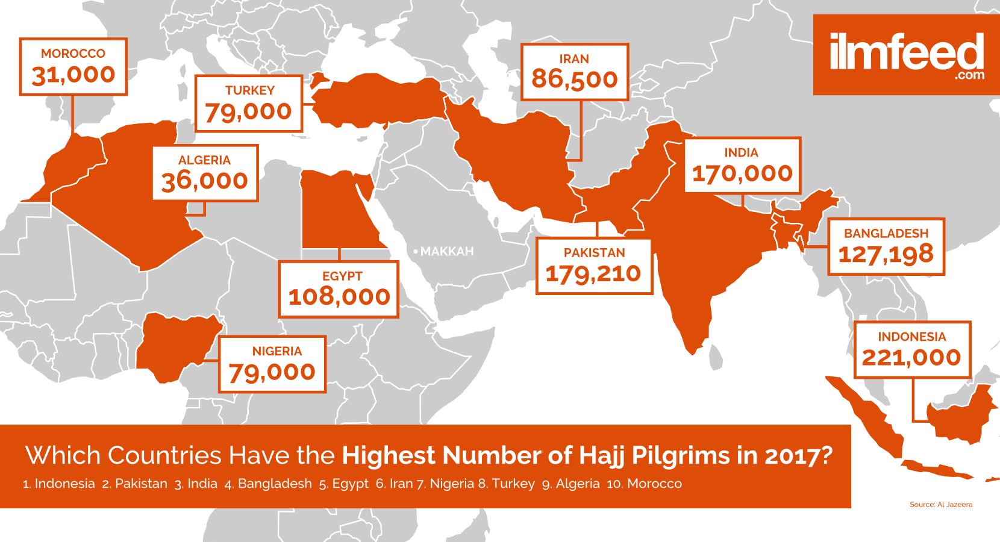 ilmfeed
.com
MOROCCO
31,000
TURKEY
79,000
IRAN
86,500
ALGERIA
36,000
INDIA
170,000
EGYPT
108,000
MAKKAH
PAKISTAN
179,210
BANGLADESH
127,198
NIGERIA
79,000
INDONESIA
221,000
Which Countries Have the Highest Number of Hajj Pilgrims in 2017?
1. Indonesia 2. Pakistan 3. India 4. Bangladesh 5. Egypt 6. Iran 7. Nigeria 8. Turkey 9. Algeria 10. Morocco
Source: Al Jazeera